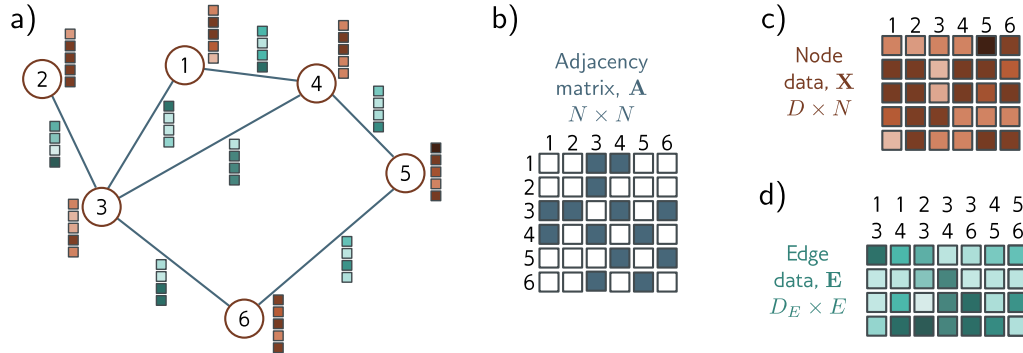 a)
1
2
3
4
5
6
b)
Adjacency
matrix, A
N × N
1 2 3 4 5 6
1
2
3
4
5
6
c)
Node
data, X
D × N
1 2 3 4 5 6
d)
Edge
data, E
D_E × E
1 1 2 3 3 4 5
3 4 3 4 6 5 6